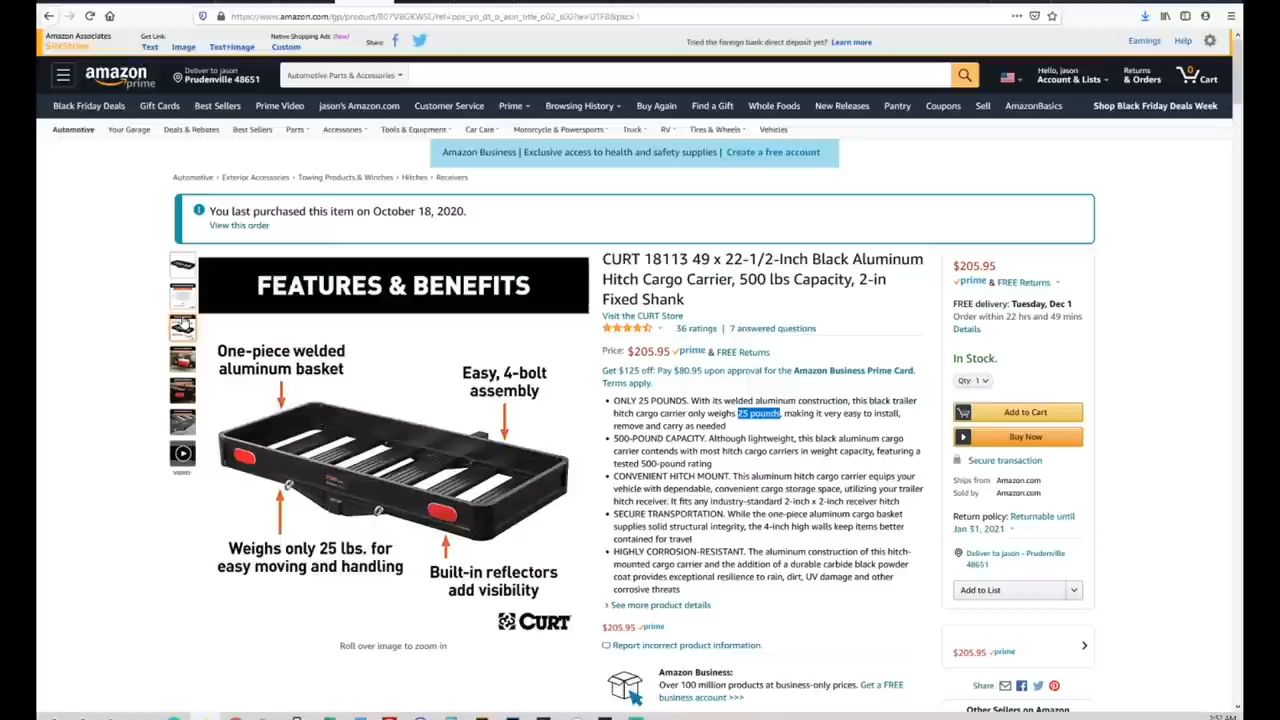 https://www.amazon.com/gp/product/B07V8GKWSL/ref=ppx_yo_dt_b_asin_title_o02_s00?ie=UTF8&psc=1
Amazon Associates
SiteStripe
Get Link:
Text Image Text+Image
Native Shopping Ads (New)
Custom
Share:
Tried the foreign bank direct deposit yet? Learn more
Earnings Help
amazon prime
Deliver to jason
Prudenville 48651
Automotive Parts & Accessories
Hello, jason
Account & Lists
Returns
& Orders
0
Cart
Black Friday Deals Gift Cards Best Sellers Prime Video jason's Amazon.com Customer Service Prime Browsing History Buy Again Find a Gift Whole Foods New Releases Pantry Coupons Sell AmazonBasics Shop Black Friday Deals Week
Automotive Your Garage Deals & Rebates Best Sellers Parts Accessories Tools & Equipment Car Care Motorcycle & Powersports Truck RV Tires & Wheels Vehicles
Amazon Business | Exclusive access to health and safety supplies | Create a free account
Automotive › Exterior Accessories › Towing Products & Winches › Hitches › Receivers
You last purchased this item on October 18, 2020.
View this order
VIDEO
FEATURES & BENEFITS
One-piece welded
aluminum basket
Easy, 4-bolt
assembly
Weighs only 25 lbs. for
easy moving and handling
Built-in reflectors
add visibility
CURT
Roll over image to zoom in
CURT 18113 49 x 22-1/2-Inch Black Aluminum
Hitch Cargo Carrier, 500 lbs Capacity, 2-in
Fixed Shank
Visit the CURT Store
36 ratings | 7 answered questions
Price: $205.95 prime & FREE Returns
Get $125 off: Pay $80.95 upon approval for the Amazon Business Prime Card.
Terms apply.
• ONLY 25 POUNDS. With its welded aluminum construction, this black trailer
hitch cargo carrier only weighs 25 pounds, making it very easy to install,
remove and carry as needed
• 500-POUND CAPACITY. Although lightweight, this black aluminum cargo
carrier contends with most hitch cargo carriers in weight capacity, featuring a
tested 500-pound rating
• CONVENIENT HITCH MOUNT. This aluminum hitch cargo carrier equips your
vehicle with dependable, convenient cargo storage space, utilizing your trailer
hitch receiver. It fits any industry-standard 2-inch x 2-inch receiver hitch
• SECURE TRANSPORTATION. While the one-piece aluminum cargo basket
supplies solid structural integrity, the 4-inch high walls keep items better
contained for travel
• HIGHLY CORROSION-RESISTANT. The aluminum construction of this hitch-
mounted cargo carrier and the addition of a durable carbide black powder
coat provides exceptional resilience to rain, dirt, UV damage and other
corrosive threats
› See more product details
$205.95 prime
Report incorrect product information.
Amazon Business:
Over 100 million products at business-only prices. Get a FREE
business account >>>
$205.95
prime & FREE Returns
FREE delivery: Tuesday, Dec 1
Order within 22 hrs and 49 mins
Details
In Stock.
Qty: 1
Add to Cart
Buy Now
Secure transaction
Ships from Amazon.com
Sold by Amazon.com
Return policy: Returnable until
Jan 31, 2021
Deliver to jason - Prudenville
48651
Add to List
$205.95 prime
Share
Other Sellers on Amazon